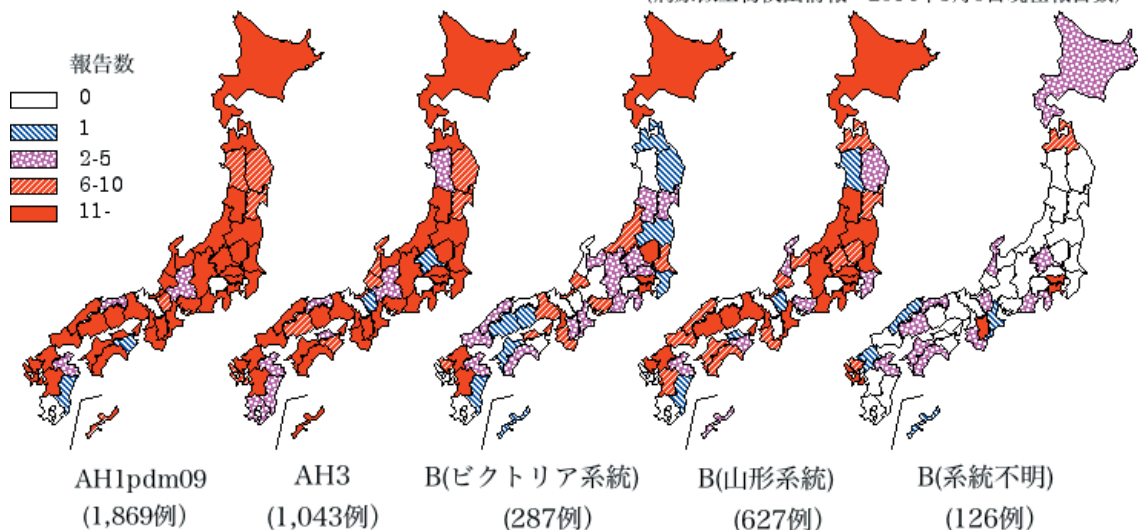 報告数
0
1
2-5
6-10
11-
AH1pdm09
(1,869例)
AH3
(1,043例)
B(ビクトリア系統)
(287例)
B(山形系統)
(627例)
B(系統不明)
(126例)